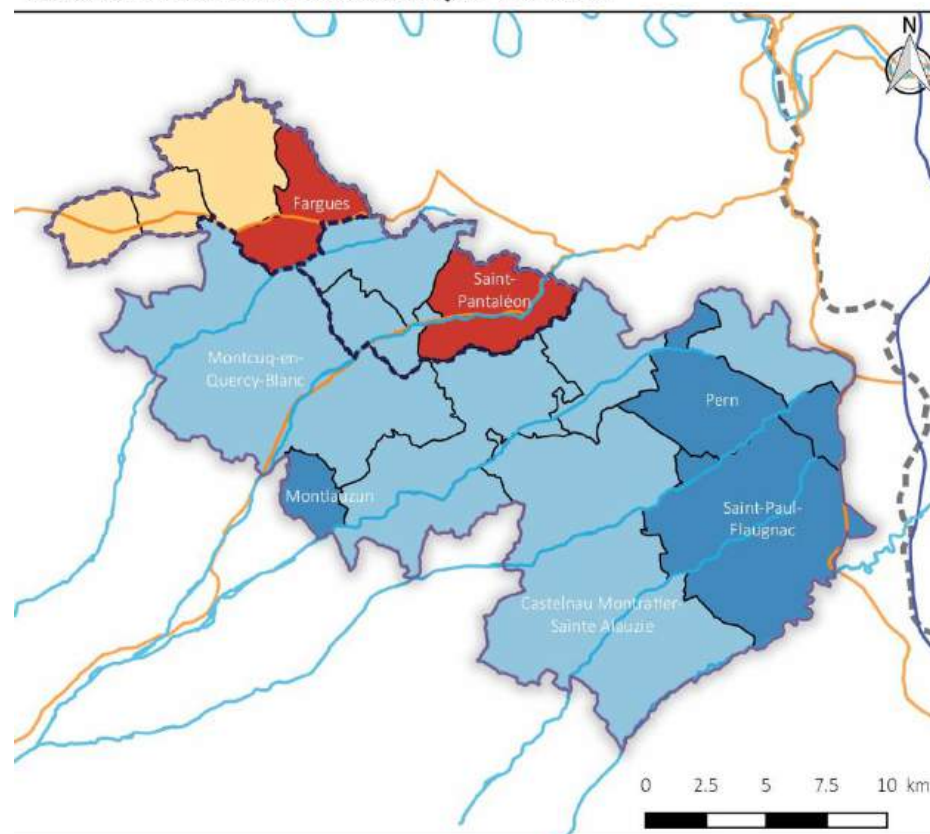 N
Fargues
Saint-
Pantaléon
Montcuq-en-
Quercy-Blanc
Pern
Montlauzun
Saint-Paul-
Flaugnac
Castelnau Montratier-
Sainte Alauzie
0 2.5 5 7.5 10 km